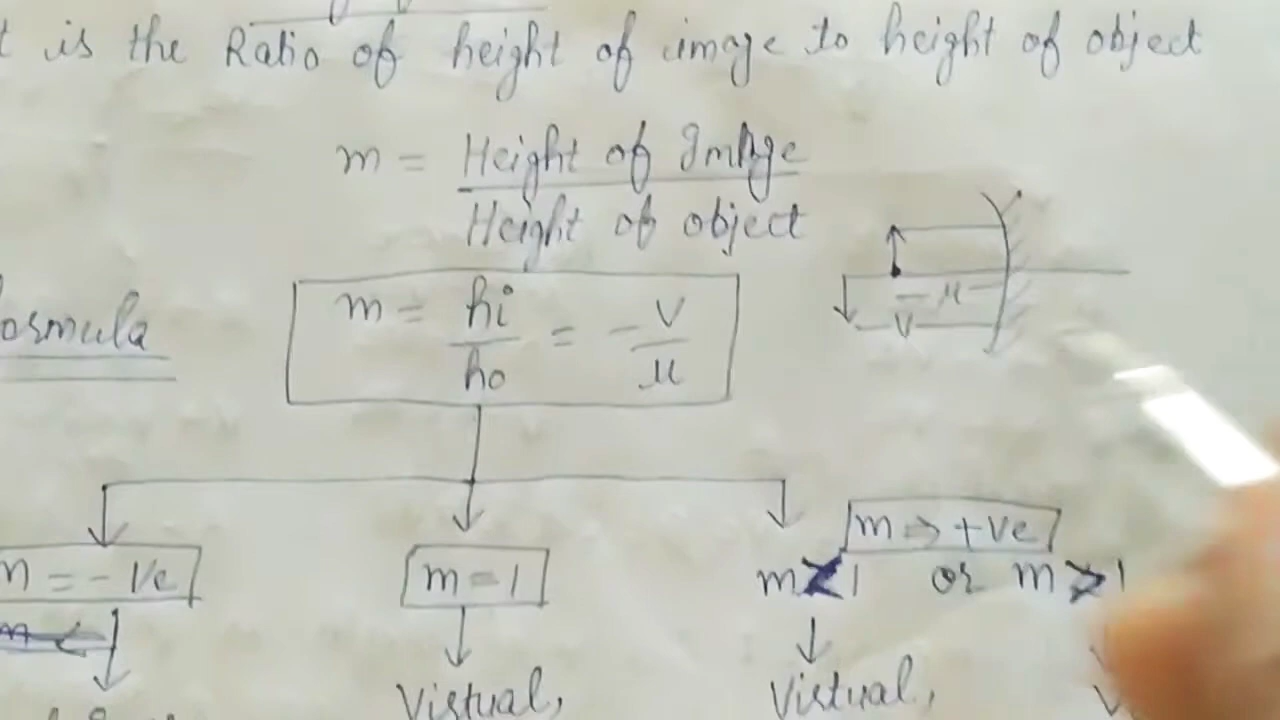 is the Ratio of height of image to height of object
m = Height of Image
Height of object
ormula
m = hi/ho = - v/u
u
v
m = -ve
m = 1
m => +ve
m < 1 or m > 1
Virtual,
Virtual,